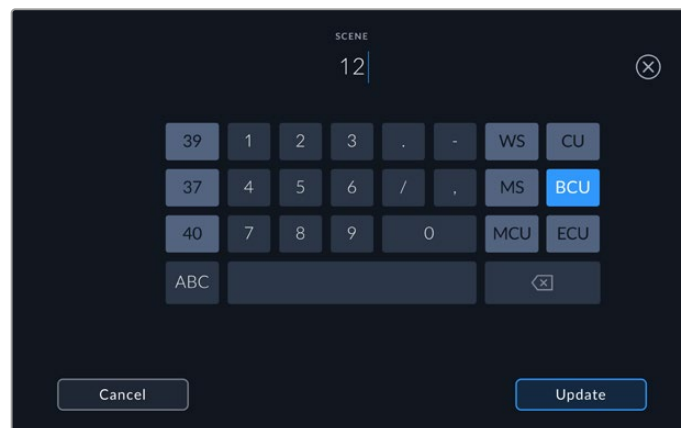 SCENE
12
39 1 2 3 . - WS CU
37 4 5 6 / , MS BCU
40 7 8 9 0 MCU ECU
ABC
Cancel Update